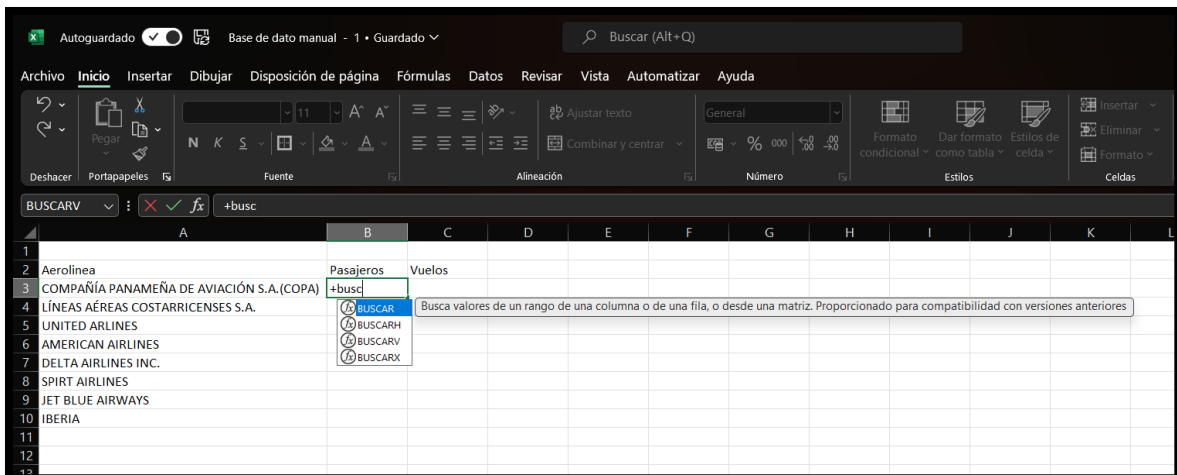 Autoguardado Base de dato manual - 1 • Guardado Buscar (Alt+Q)
Archivo Inicio Insertar Dibujar Disposición de página Fórmulas Datos Revisar Vista Automatizar Ayuda
11 A^ Aˇ Ajustar texto General Insertar
Pegar N K S A Combinar y centrar % 000 Formato condicional Dar formato como tabla Estilos de celda Eliminar
Formato
Deshacer Portapapeles Fuente Alineación Número Estilos Celdas
BUSCARV fx +busc
A B C D E F G H I J K L
1
2 Aerolinea Pasajeros Vuelos
3 COMPAÑÍA PANAMEÑA DE AVIACIÓN S.A.(COPA) +busc
4 LÍNEAS AÉREAS COSTARRICENSES S.A. BUSCAR Busca valores de un rango de una columna o de una fila, o desde una matriz. Proporcionado para compatibilidad con versiones anteriores
5 UNITED ARLINES BUSCARH
6 AMERICAN AIRLINES BUSCARV
7 DELTA AIRLINES INC. BUSCARX
8 SPIRT AIRLINES
9 JET BLUE AIRWAYS
10 IBERIA
11
12
13